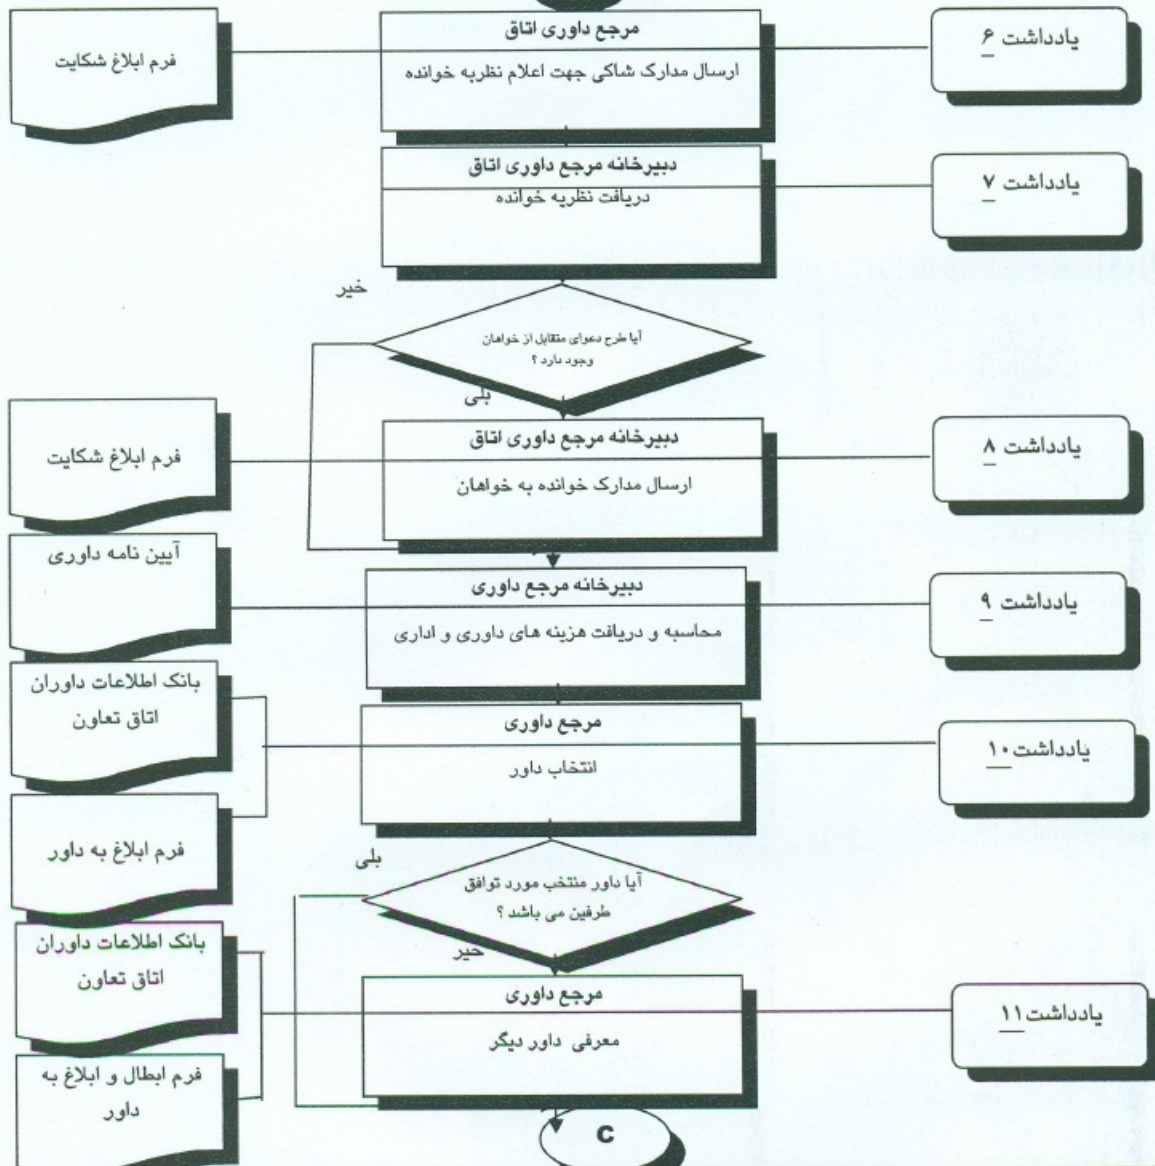 مرجع داوری اتاق
ارسال مدارک شاکی جهت اعلام نظریه خوانده
یادداشت ۶
فرم ابلاغ شکایت
دبیرخانه مرجع داوری اتاق
دریافت نظریه خوانده
یادداشت ۷
خیر
آیا طرح دعوای متقابل از خواهان
وجود دارد ؟
بلی
دبیرخانه مرجع داوری اتاق
ارسال مدارک خوانده به خواهان
یادداشت ۸
فرم ابلاغ شکایت
دبیرخانه مرجع داوری
محاسبه و دریافت هزینه های داوری و اداری
یادداشت ۹
آیین نامه داوری
مرجع داوری
انتخاب داور
یادداشت۱۰
بانک اطلاعات داوران
اتاق تعاون
فرم ابلاغ به داور
بلی
آیا داور منتخب مورد توافق
طرفین می باشد ؟
خیر
مرجع داوری
معرفی داور دیگر
یادداشت۱۱
بانک اطلاعات داوران
اتاق تعاون
فرم ابطال و ابلاغ به
داور
C